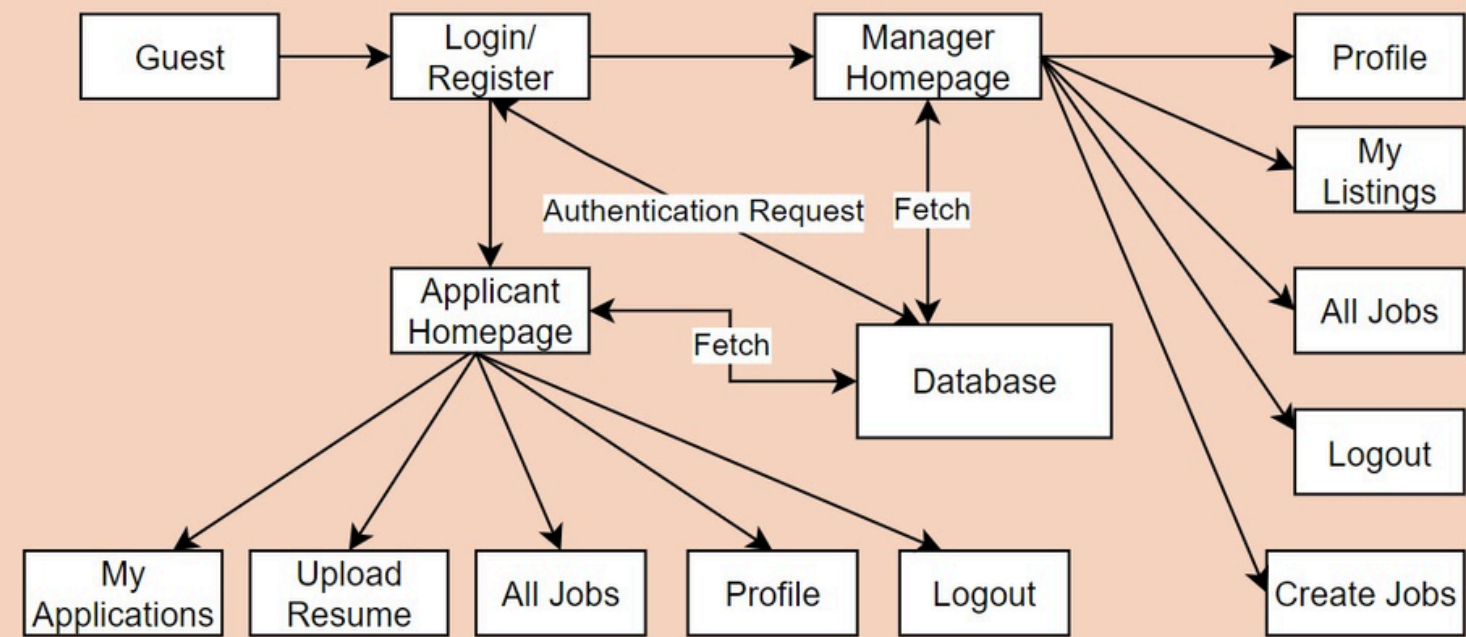 Guest
Login/
Register
Manager
Homepage
Profile
My
Listings
Authentication Request
Fetch
Applicant
Homepage
All Jobs
Fetch
Database
Logout
My
Applications
Upload
Resume
All Jobs
Profile
Logout
Create Jobs